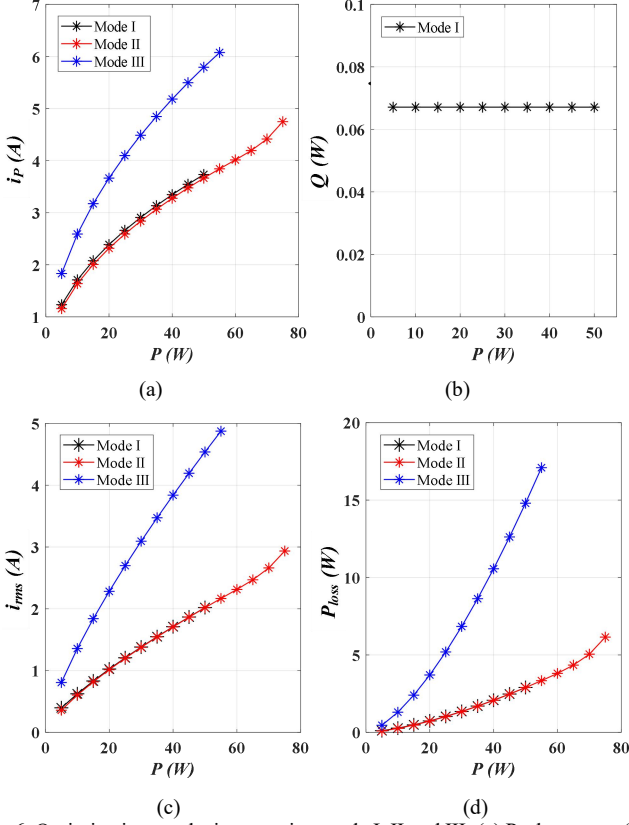 7
6
5
4
3
2
1
0 20 40 60 80
i_P (A)
P (W)
Mode I
Mode II
Mode III
(a)
0.1
0.08
0.06
0.04
0.02
0
0 10 20 30 40 50
Q (W)
P (W)
Mode I
(b)
5
4
3
2
1
0
0 20 40 60 80
i_rms (A)
P (W)
Mode I
Mode II
Mode III
(c)
20
15
10
5
0
0 20 40 60 80
P_loss (W)
P (W)
Mode I
Mode II
Mode III
(d)